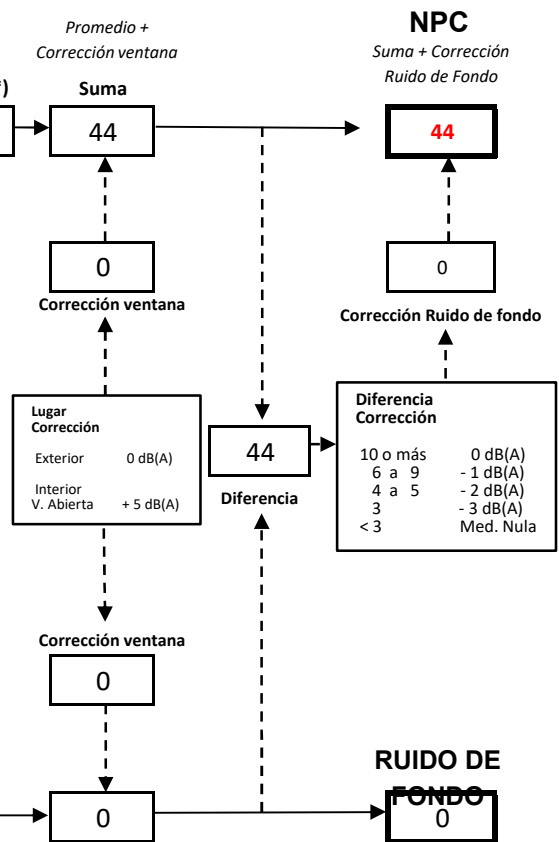 Promedio +
Corrección ventana
NPC
Suma + Corrección
Ruido de Fondo
)
Suma
44
44
0
0
Corrección ventana
Corrección Ruido de fondo
Lugar
Corrección
Exterior 0 dB(A)
Interior
V. Abierta + 5 dB(A)
44
Diferencia
Diferencia
Corrección
10 o más 0 dB(A)
6 a 9 - 1 dB(A)
4 a 5 - 2 dB(A)
3 - 3 dB(A)
< 3 Med. Nula
Corrección ventana
0
RUIDO DE
FONDO
0
0